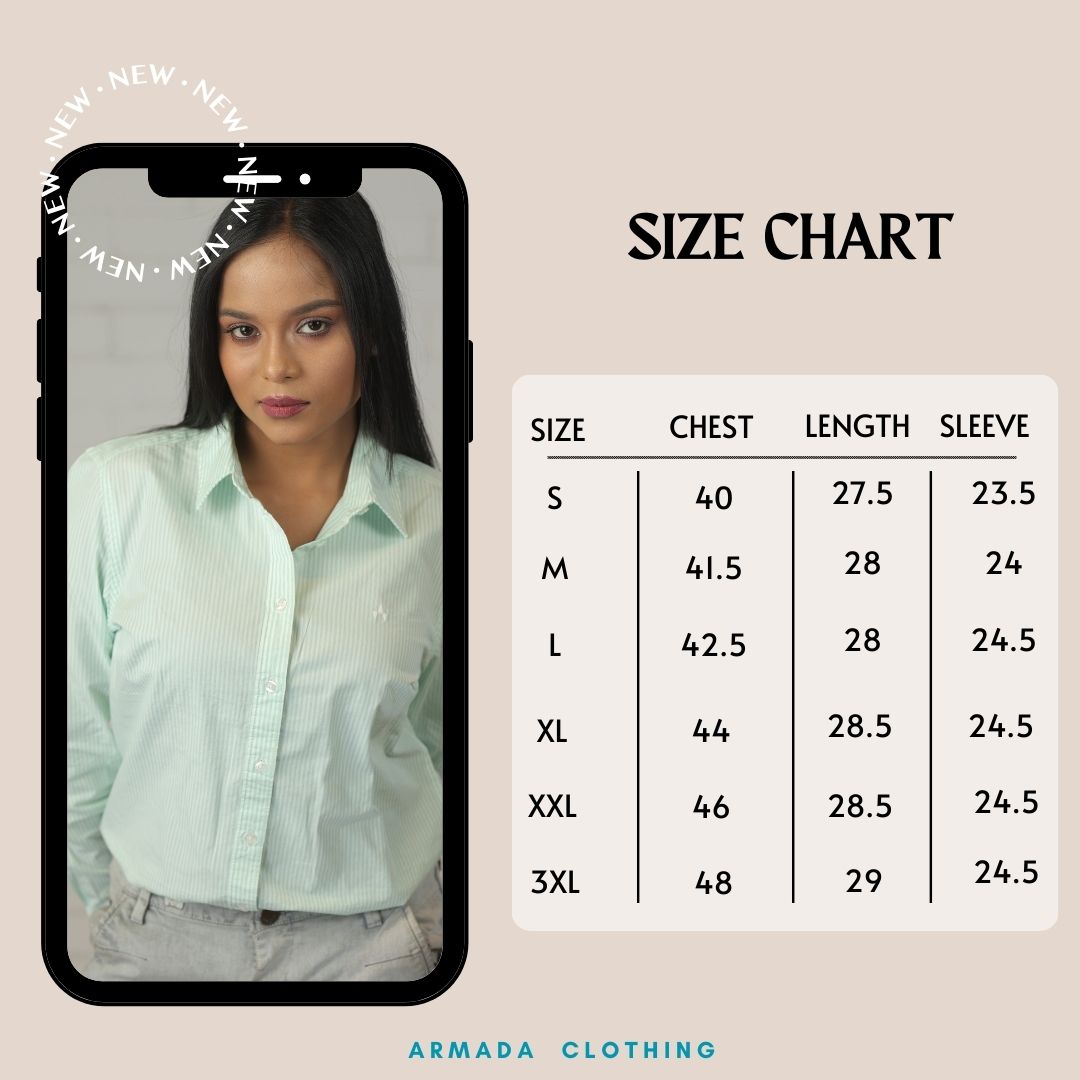 NEW • NEW • NEW • NEW • NEW • NEW • NEW •
SIZE CHART
SIZE CHEST LENGTH SLEEVE
S 40 27.5 23.5
M 41.5 28 24
L 42.5 28 24.5
XL 44 28.5 24.5
XXL 46 28.5 24.5
3XL 48 29 24.5
ARMADA CLOTHING